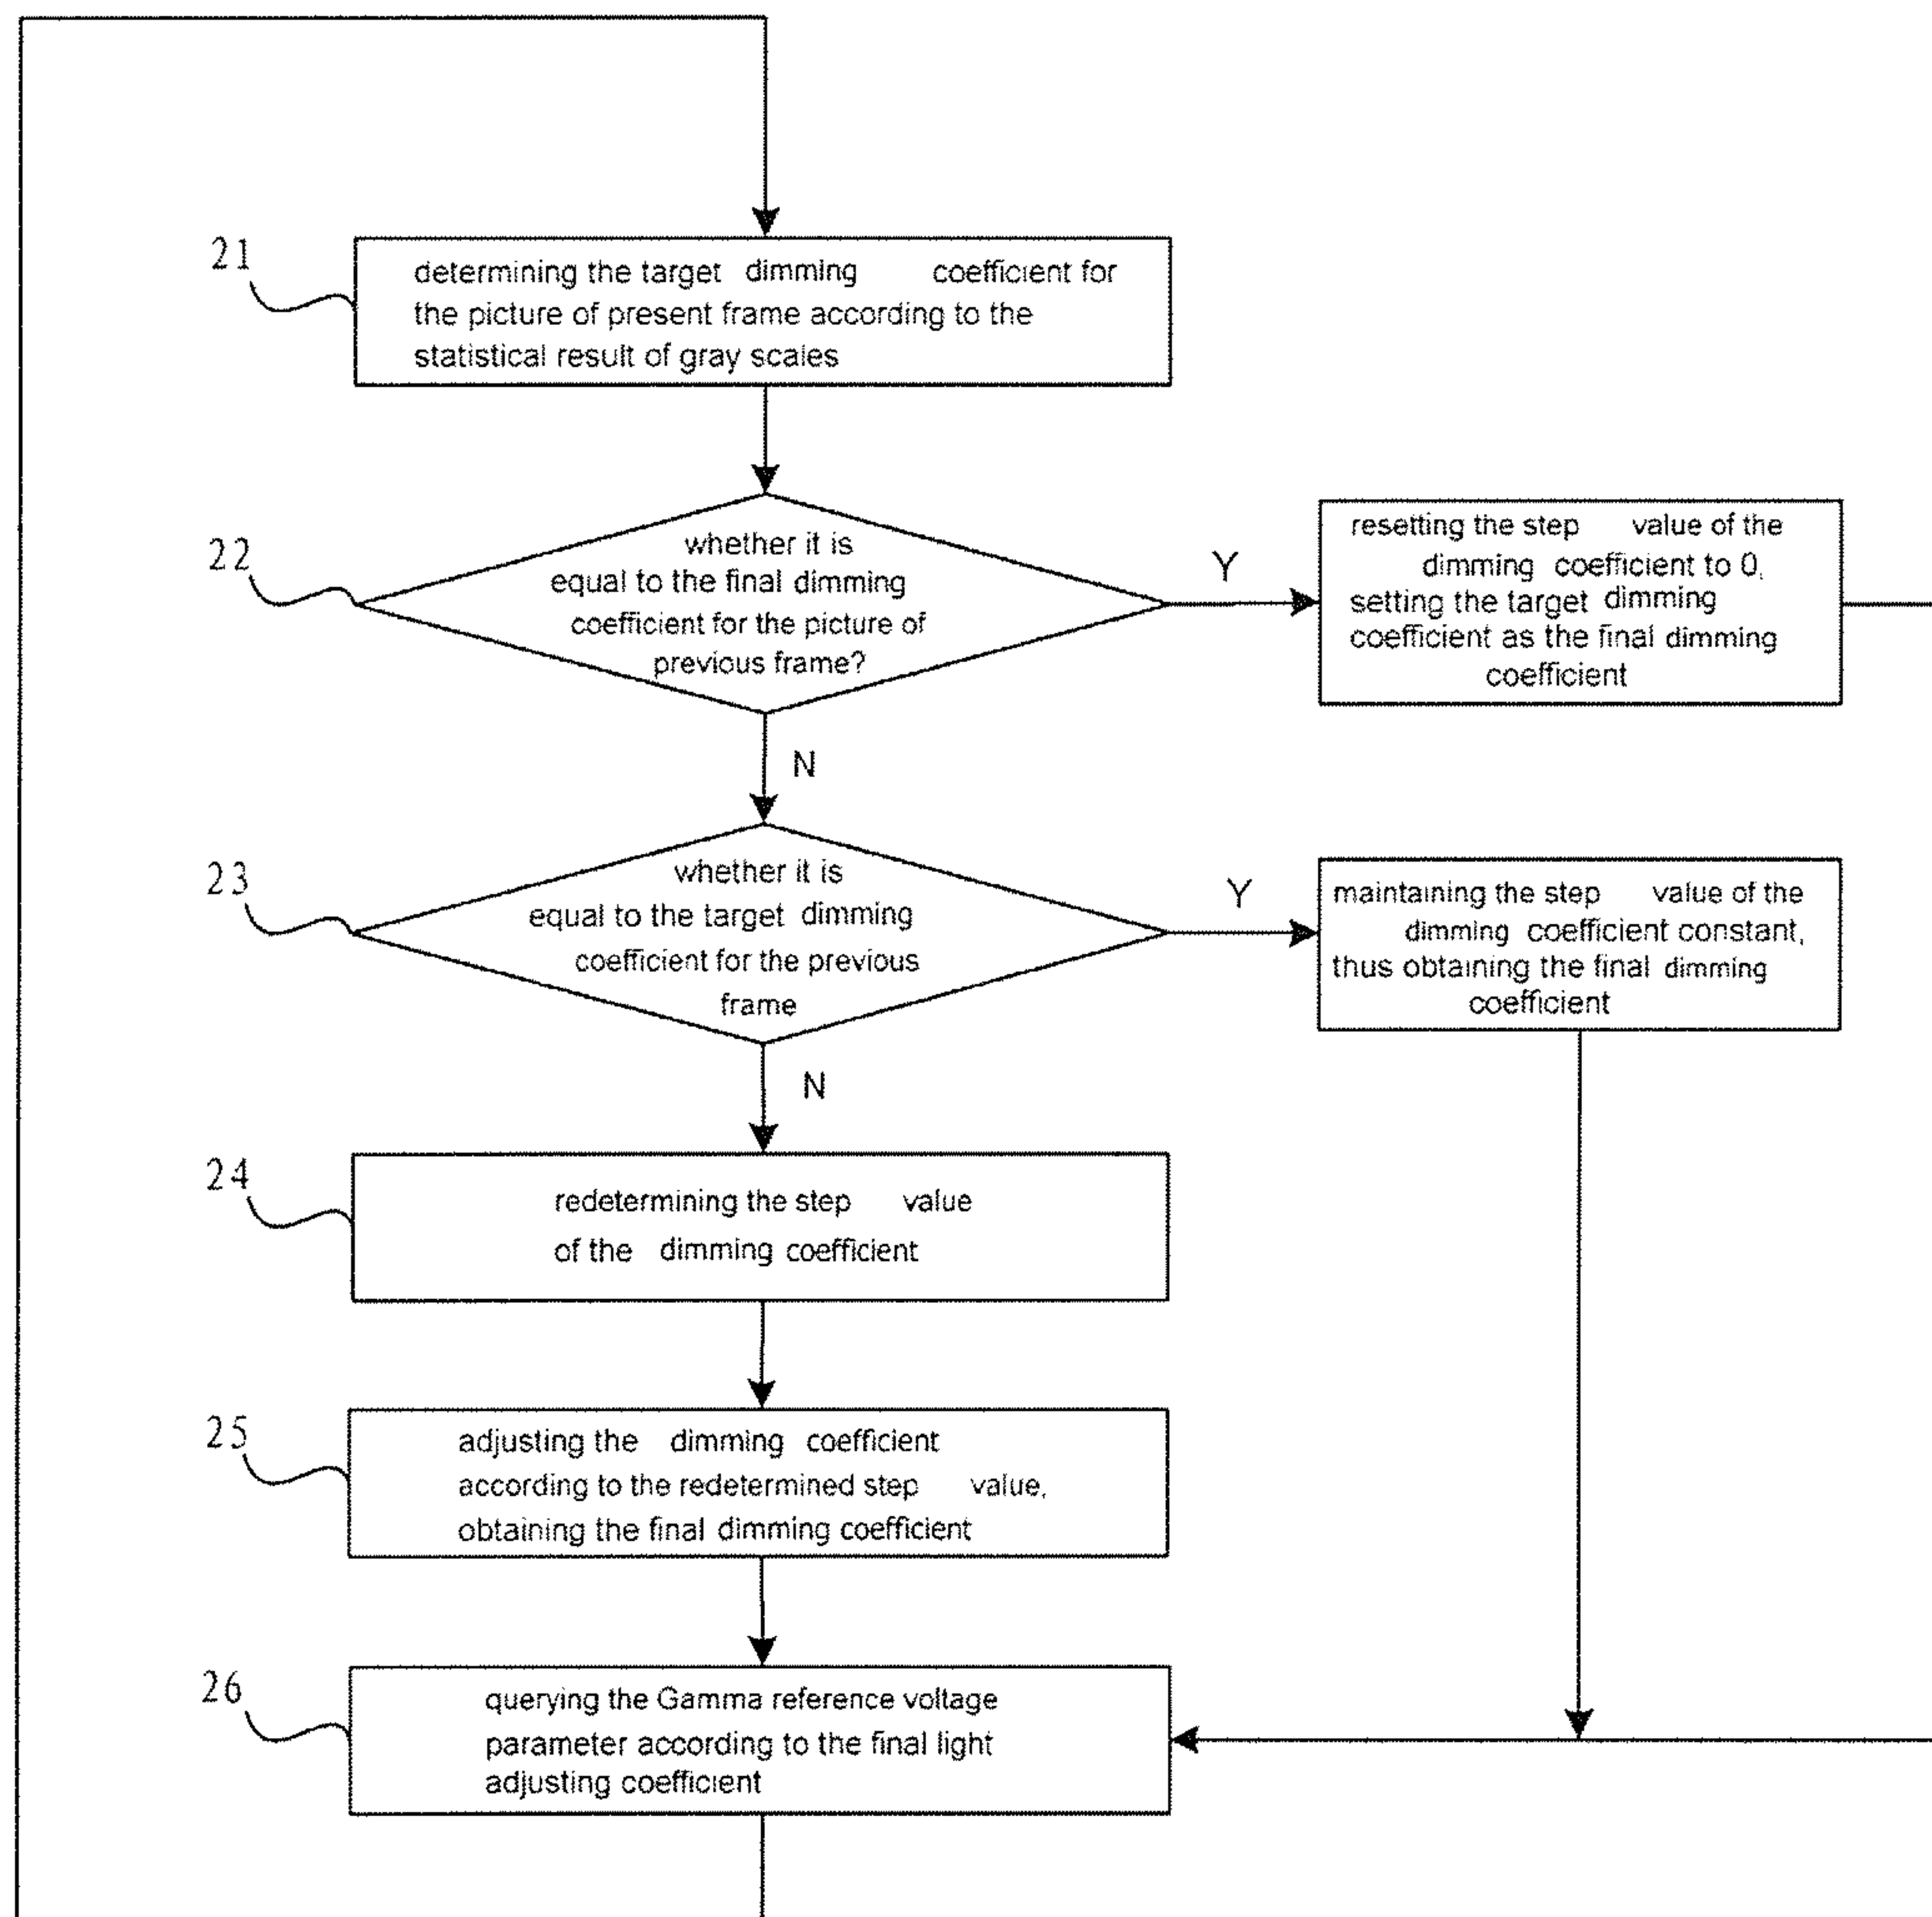 21
determining the target dimming coefficient for
the picture of present frame according to the
statistical result of gray scales
22
whether it is
equal to the final dimming
coefficient for the picture of
previous frame?
Y
resetting the step value of the
dimming coefficient to 0,
setting the target dimming
coefficient as the final dimming
coefficient
N
23
whether it is
equal to the target dimming
coefficient for the previous
frame
Y
maintaining the step value of the
dimming coefficient constant,
thus obtaining the final dimming
coefficient
N
24
redetermining the step value
of the dimming coefficient
25
adjusting the dimming coefficient
according to the redetermined step value,
obtaining the final dimming coefficient
26
querying the Gamma reference voltage
parameter according to the final light
adjusting coefficient